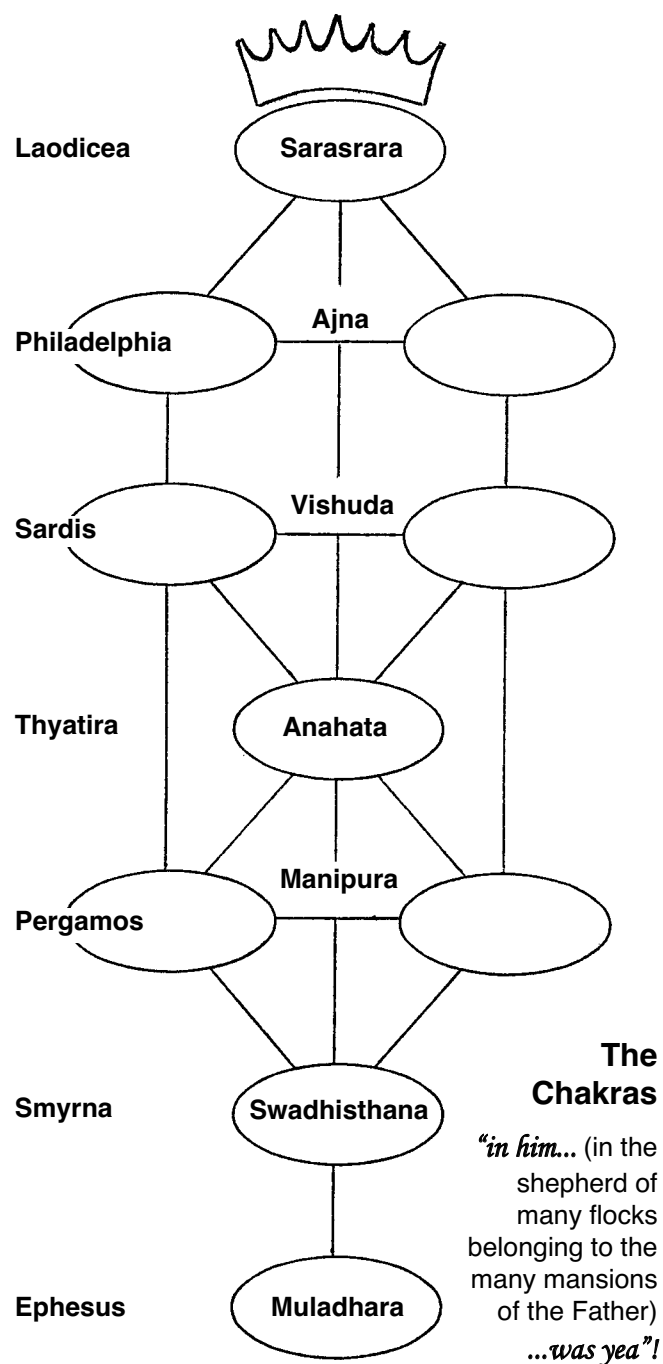 Laodicea
Sarasrara
Ajna
Philadelphia
Vishuda
Sardis
Thyatira
Anahata
Manipura
Pergamos
Smyrna
Swadhisthana
Ephesus
Muladhara
The
Chakras
“in him... (in the
shepherd of
many flocks
belonging to the
many mansions
of the Father)
...was yea”!